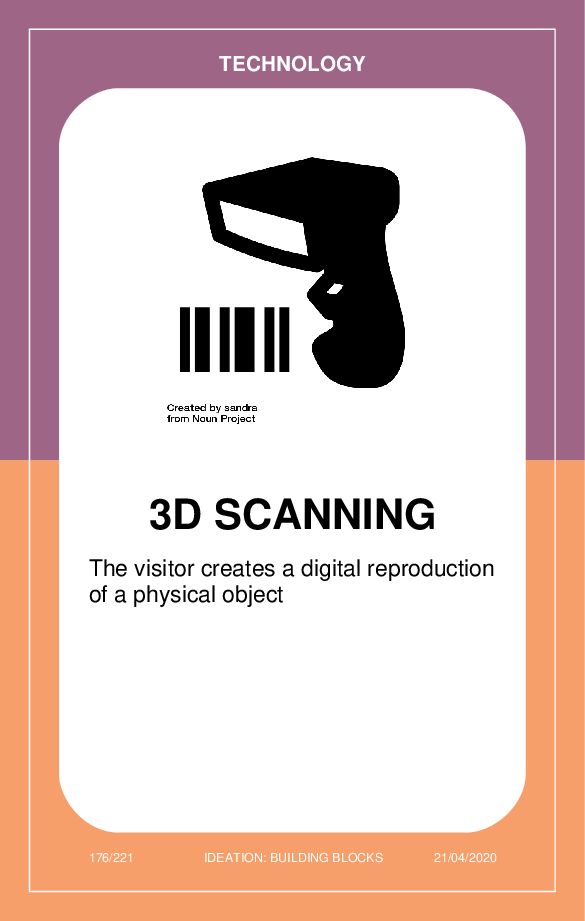 TECHNOLOGY
Created by sandra
from Noun Project
3D SCANNING
The visitor creates a digital reproduction
of a physical object
176/221 IDEATION: BUILDING BLOCKS 21/04/2020